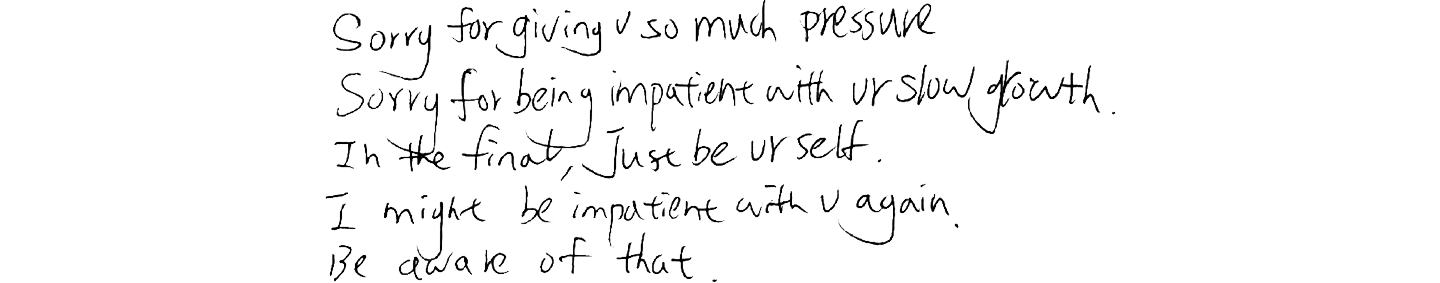 Sorry for giving u so much pressure
Sorry for being impatient with ur slow growth.
In the final, Just be urself.
I might be impatient with u again.
Be aware of that.